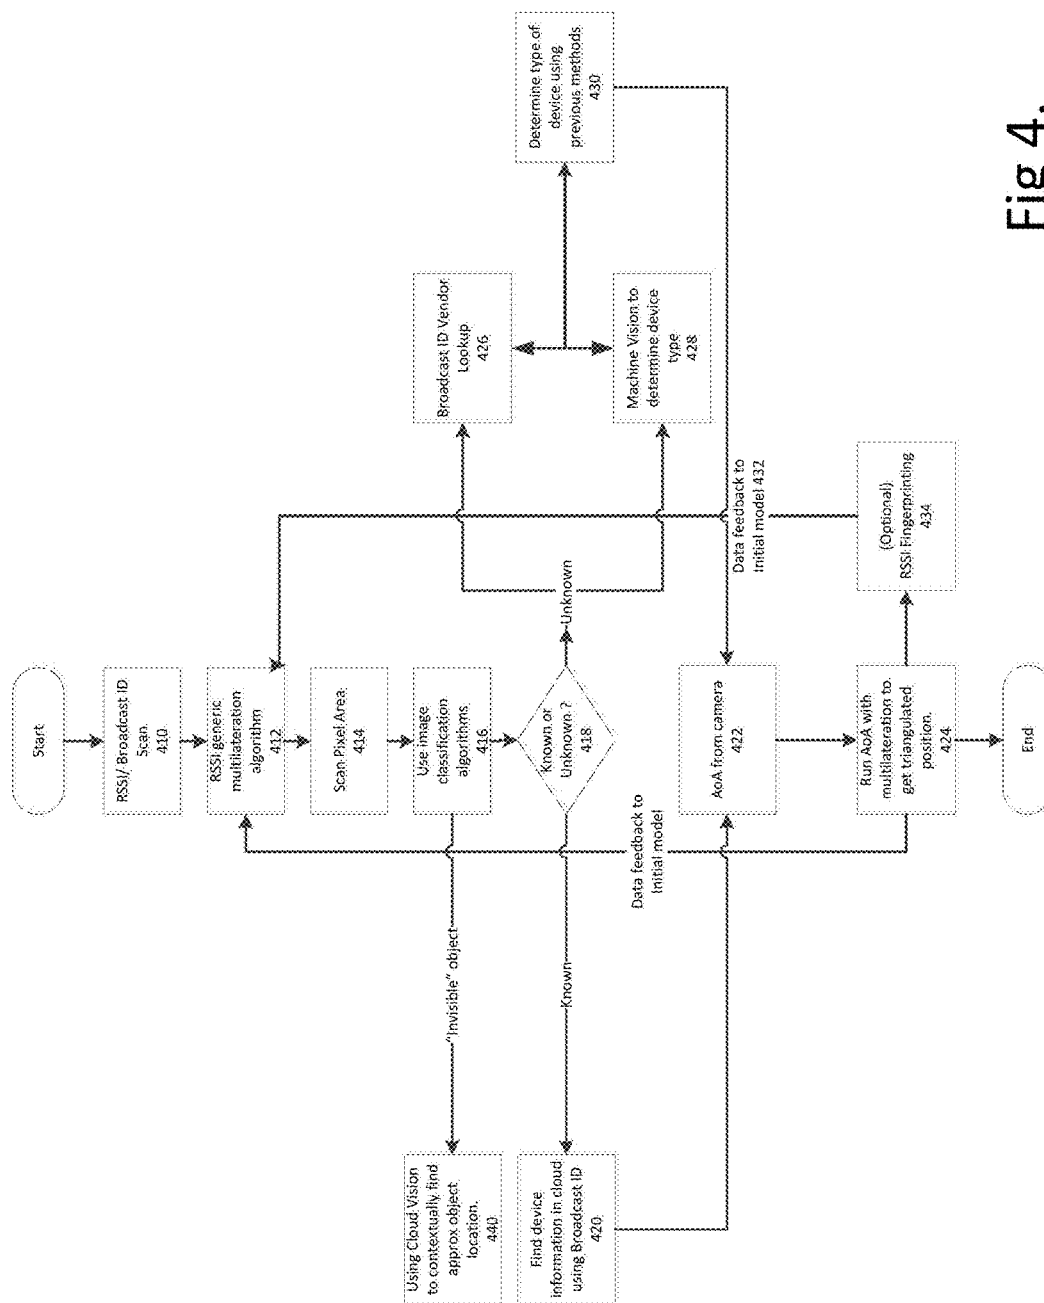 Start
RSSI/ Broadcast ID
Scan
410
RSSI generic
multilateration
algorithm
412
Scan Pixel Area.
414
Use image
classification
algorithms
416
"Invisible" object
Using Cloud Vision
to contextually find
approx object
location.
440
Known or
Unknown ?
418
Known
Find device
information in cloud
using Broadcast ID
420
Unknown
Broadcast ID Vendor
Lookup
426
Machine Vision to
determine device
type
428
Determine type of
device using
previous methods
430
Data feedback to
Initial model
Data feedback to
Initial model 432
AoA from camera
422
Run AoA with
multilateration to
get triangulated
position.
424
(Optional)
RSSI Fingerprinting
434
End
Fig 4.